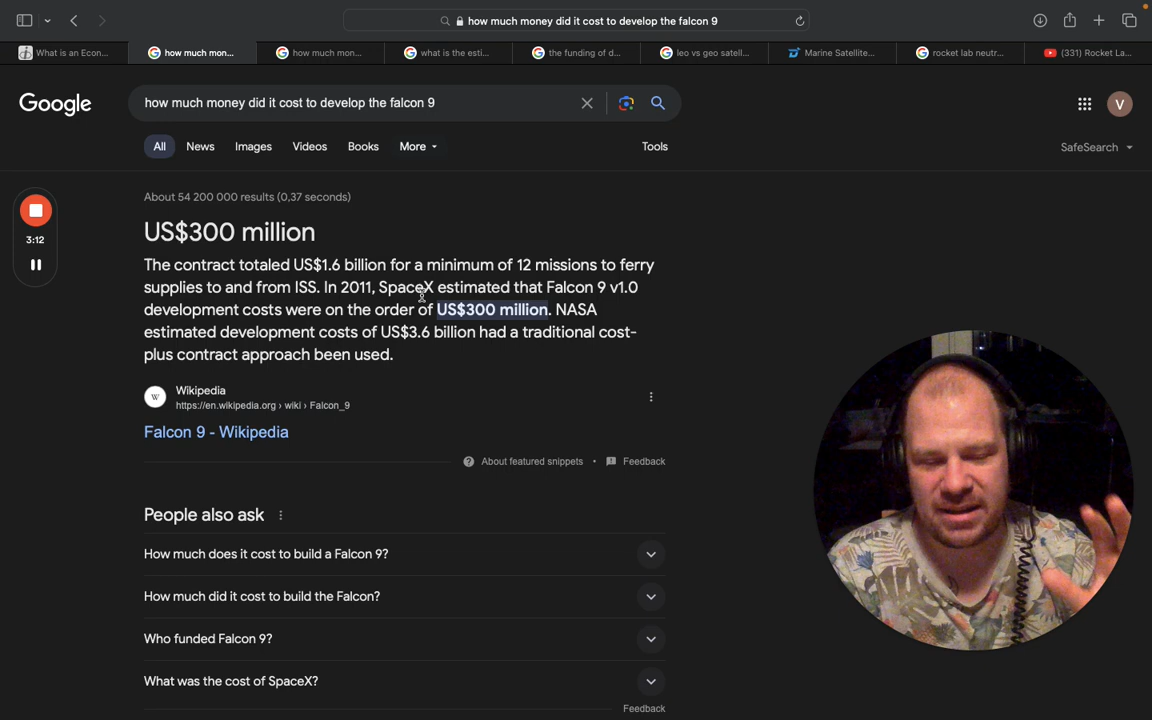 how much money did it cost to develop the falcon 9
What is an Econ...
how much mon...
how much mon...
what is the esti...
the funding of d...
leo vs geo satell...
Marine Satellite...
rocket lab neutr...
(331) Rocket La...
Google
how much money did it cost to develop the falcon 9
V
All
News
Images
Videos
Books
More
Tools
SafeSearch
About 54 200 000 results (0,37 seconds)
3:12
US$300 million
The contract totaled US$1.6 billion for a minimum of 12 missions to ferry
supplies to and from ISS. In 2011, SpaceX estimated that Falcon 9 v1.0
development costs were on the order of US$300 million. NASA
estimated development costs of US$3.6 billion had a traditional cost-
plus contract approach been used.
W
Wikipedia
https://en.wikipedia.org › wiki › Falcon_9
Falcon 9 - Wikipedia
About featured snippets • Feedback
People also ask
How much does it cost to build a Falcon 9?
How much did it cost to build the Falcon?
Who funded Falcon 9?
What was the cost of SpaceX?
Feedback